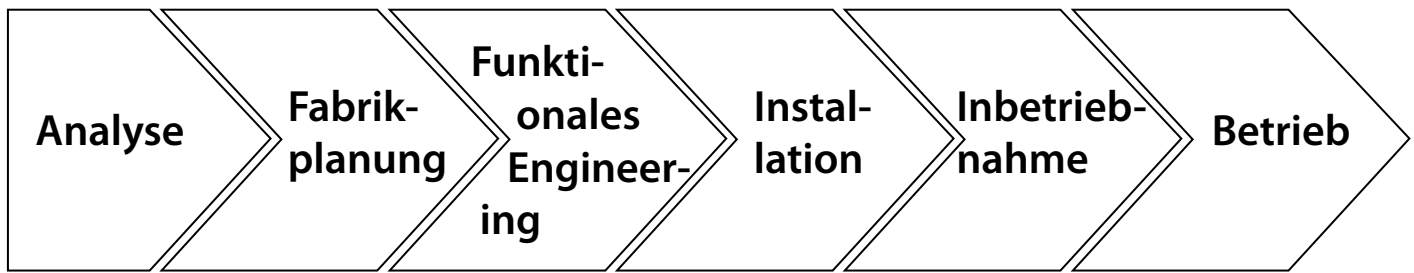 Analyse
Fabrik-
planung
Funkti-
onales
Engineer-
ing
Instal-
lation
Inbetrieb-
nahme
Betrieb